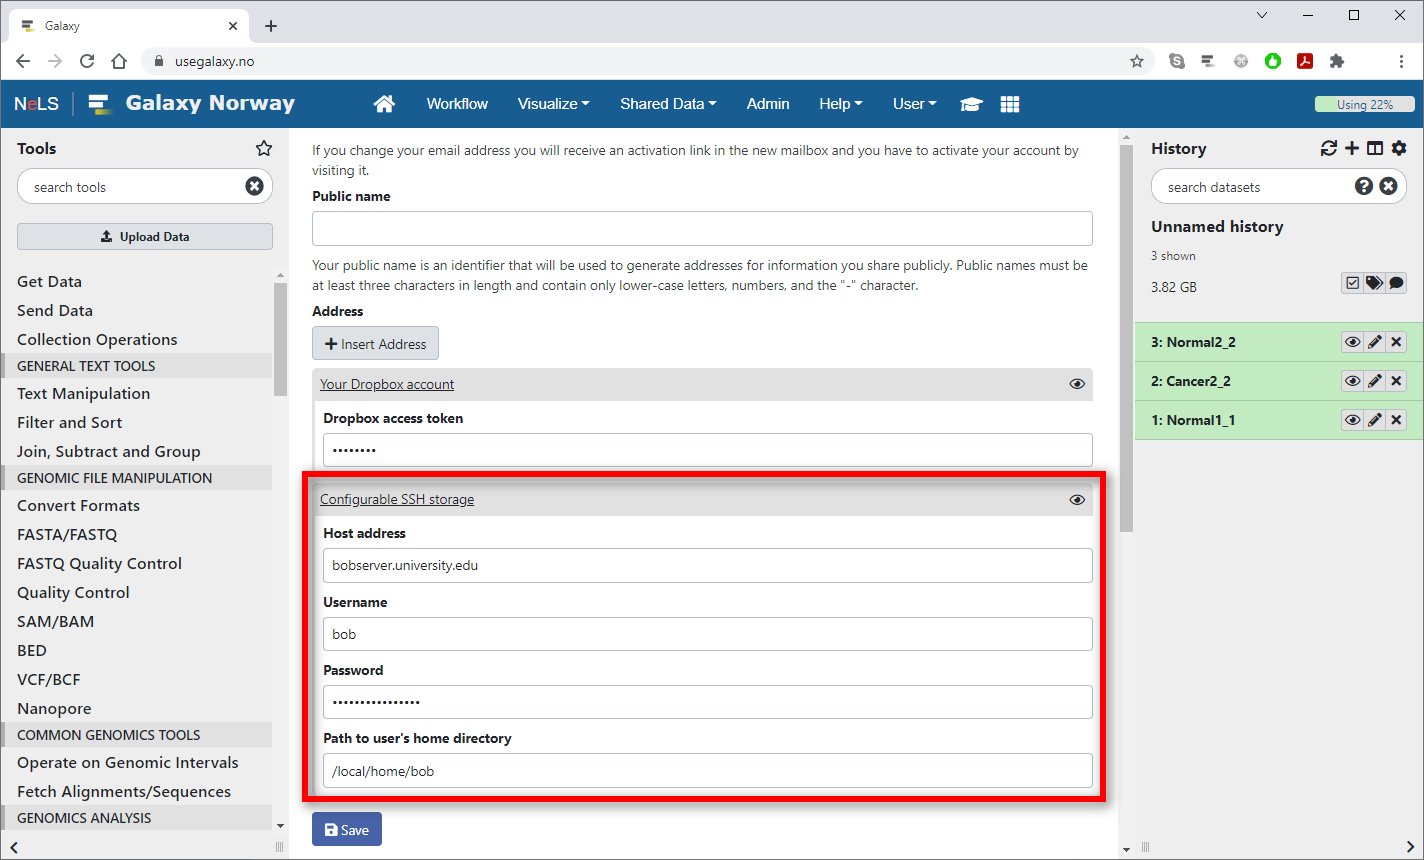 Galaxy
usegalaxy.no
NeLS
Galaxy Norway
Workflow
Visualize
Shared Data
Admin
Help
User
Using 22%
Tools
search tools
Upload Data
Get Data
Send Data
Collection Operations
GENERAL TEXT TOOLS
Text Manipulation
Filter and Sort
Join, Subtract and Group
GENOMIC FILE MANIPULATION
Convert Formats
FASTA/FASTQ
FASTQ Quality Control
Quality Control
SAM/BAM
BED
VCF/BCF
Nanopore
COMMON GENOMICS TOOLS
Operate on Genomic Intervals
Fetch Alignments/Sequences
GENOMICS ANALYSIS
If you change your email address you will receive an activation link in the new mailbox and you have to activate your account by
visiting it.
Public name
Your public name is an identifier that will be used to generate addresses for information you share publicly. Public names must be
at least three characters in length and contain only lower-case letters, numbers, and the "-" character.
Address
Insert Address
Your Dropbox account
Dropbox access token
••••••••
Configurable SSH storage
Host address
bobserver.university.edu
Username
bob
Password
••••••••••••••••
Path to user's home directory
/local/home/bob
Save
History
search datasets
Unnamed history
3 shown
3.82 GB
3: Normal2_2
2: Cancer2_2
1: Normal1_1